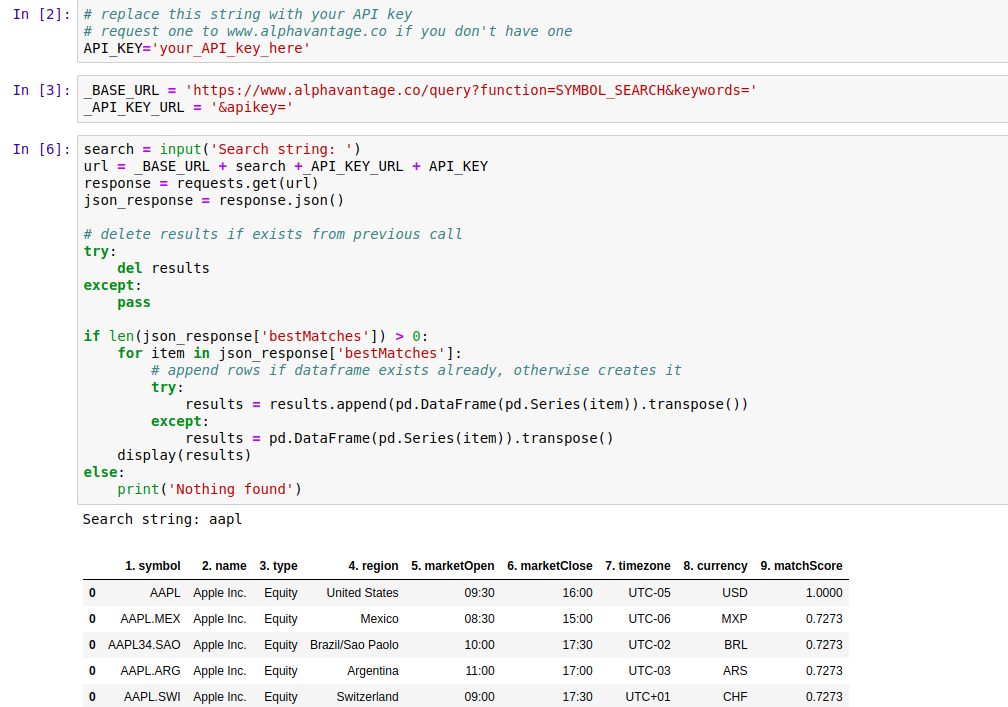 In [2]: # replace this string with your API key
# request one to www.alphavantage.co if you don't have one
API_KEY='your_API_key_here'
In [3]: _BASE_URL = 'https://www.alphavantage.co/query?function=SYMBOL_SEARCH&keywords='
_API_KEY_URL = '&apikey='
In [6]: search = input('Search string: ')
url = _BASE_URL + search +_API_KEY_URL + API_KEY
response = requests.get(url)
json_response = response.json()

# delete results if exists from previous call
try:
    del results
except:
    pass

if len(json_response['bestMatches']) > 0:
    for item in json_response['bestMatches']:
        # append rows if dataframe exists already, otherwise creates it
        try:
            results = results.append(pd.DataFrame(pd.Series(item)).transpose())
        except:
            results = pd.DataFrame(pd.Series(item)).transpose()
    display(results)
else:
    print('Nothing found')
Search string: aapl
1. symbol 2. name 3. type 4. region 5. marketOpen 6. marketClose 7. timezone 8. currency 9. matchScore
0 AAPL Apple Inc. Equity United States 09:30 16:00 UTC-05 USD 1.0000
0 AAPL.MEX Apple Inc. Equity Mexico 08:30 15:00 UTC-06 MXP 0.7273
0 AAPL34.SAO Apple Inc. Equity Brazil/Sao Paolo 10:00 17:30 UTC-02 BRL 0.7273
0 AAPL.ARG Apple Inc. Equity Argentina 11:00 17:00 UTC-03 ARS 0.7273
0 AAPL.SWI Apple Inc. Equity Switzerland 09:00 17:30 UTC+01 CHF 0.7273